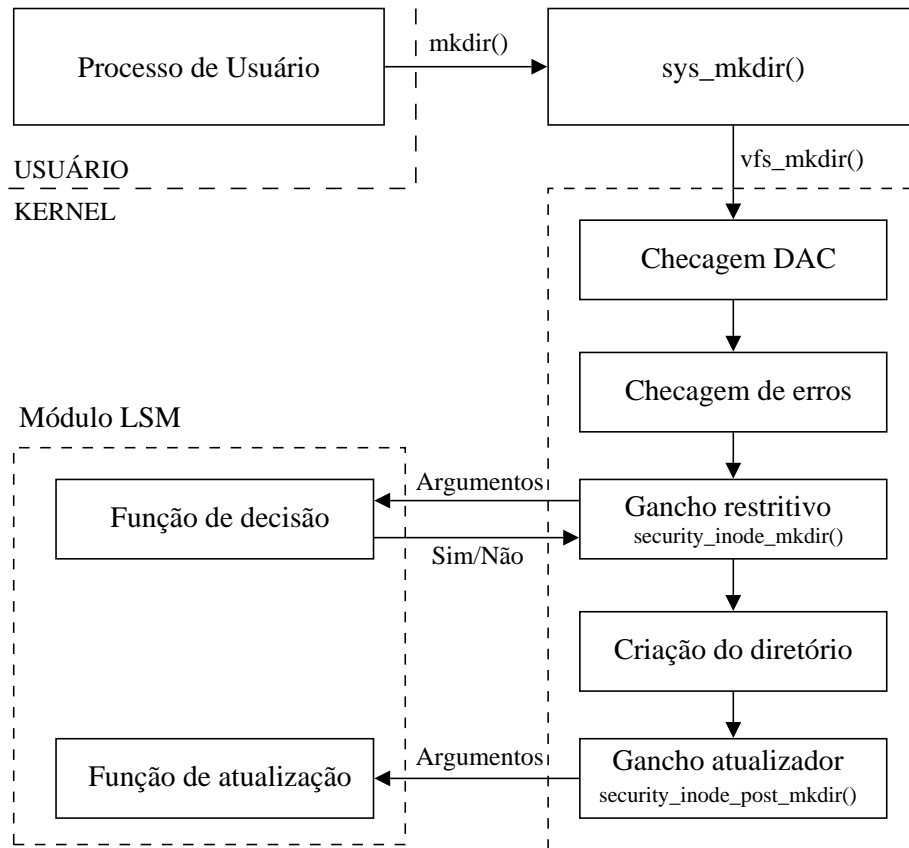 Processo de Usuário
mkdir()
sys_mkdir()
USUÁRIO
vfs_mkdir()
KERNEL
Checagem DAC
Checagem de erros
Módulo LSM
Função de decisão
Argumentos
Sim/Não
Gancho restritivo
security_inode_mkdir()
Criação do diretório
Função de atualização
Argumentos
Gancho atualizador
security_inode_post_mkdir()